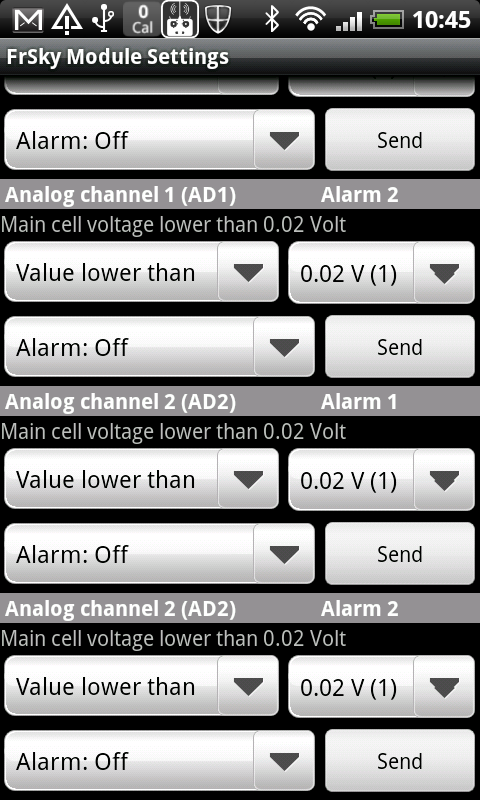 0 10:45
Cal
FrSky Module Settings
Alarm: Off Send
Analog channel 1 (AD1) Alarm 2
Main cell voltage lower than 0.02 Volt
Value lower than 0.02 V (1)
Alarm: Off Send
Analog channel 2 (AD2) Alarm 1
Main cell voltage lower than 0.02 Volt
Value lower than 0.02 V (1)
Alarm: Off Send
Analog channel 2 (AD2) Alarm 2
Main cell voltage lower than 0.02 Volt
Value lower than 0.02 V (1)
Alarm: Off Send